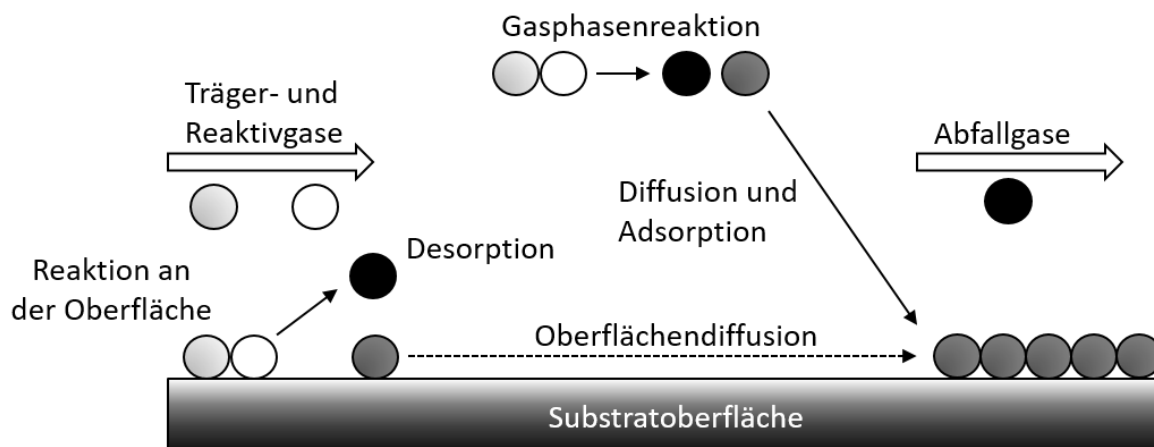 Gasphasenreaktion
Träger- und
Reaktivgase
Abfallgase
Diffusion und
Adsorption
Desorption
Reaktion an
der Oberfläche
Oberflächendiffusion
Substratoberfläche